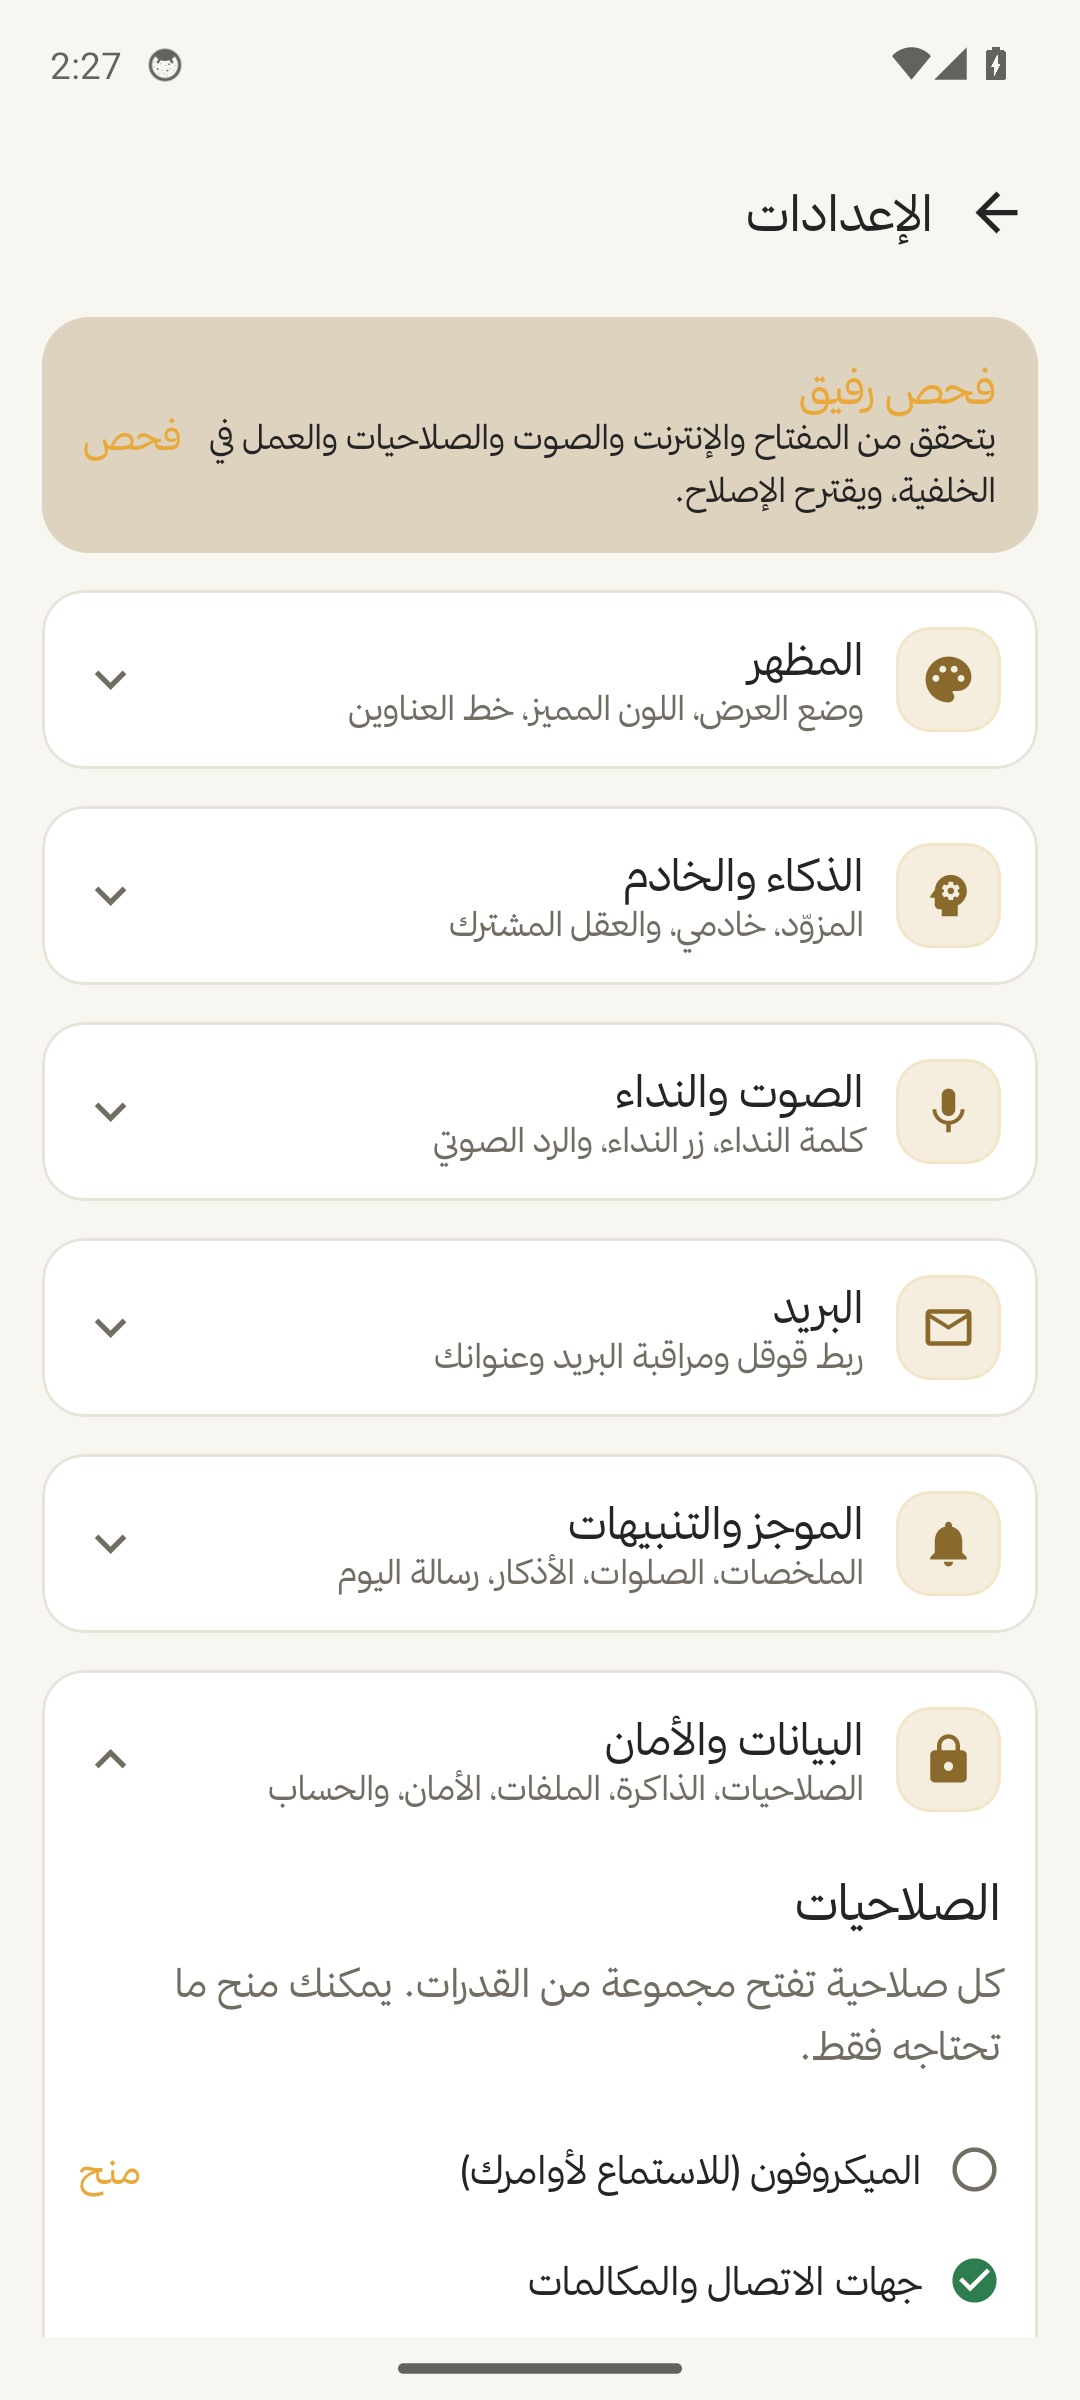 2:27
الإعدادات
فحص رفيق
يتحقق من المفتاح والإنترنت والصوت والصلاحيات والعمل في
الخلفية، ويقترح الإصلاح.
فحص
المظهر
وضع العرض، اللون المميز، خط العناوين
الذكاء والخادم
المزوّد، خادمي، والعقل المشترك
الصوت والنداء
كلمة النداء، زر النداء، والرد الصوتي
البريد
ربط قوقل ومراقبة البريد وعنوانك
الموجز والتنبيهات
الملخصات، الصلوات، الأذكار، رسالة اليوم
البيانات والأمان
الصلاحيات، الذاكرة، الملفات، الأمان، والحساب
الصلاحيات
كل صلاحية تفتح مجموعة من القدرات. يمكنك منح ما
تحتاجه فقط.
الميكروفون (للاستماع لأوامرك)
منح
جهات الاتصال والمكالمات